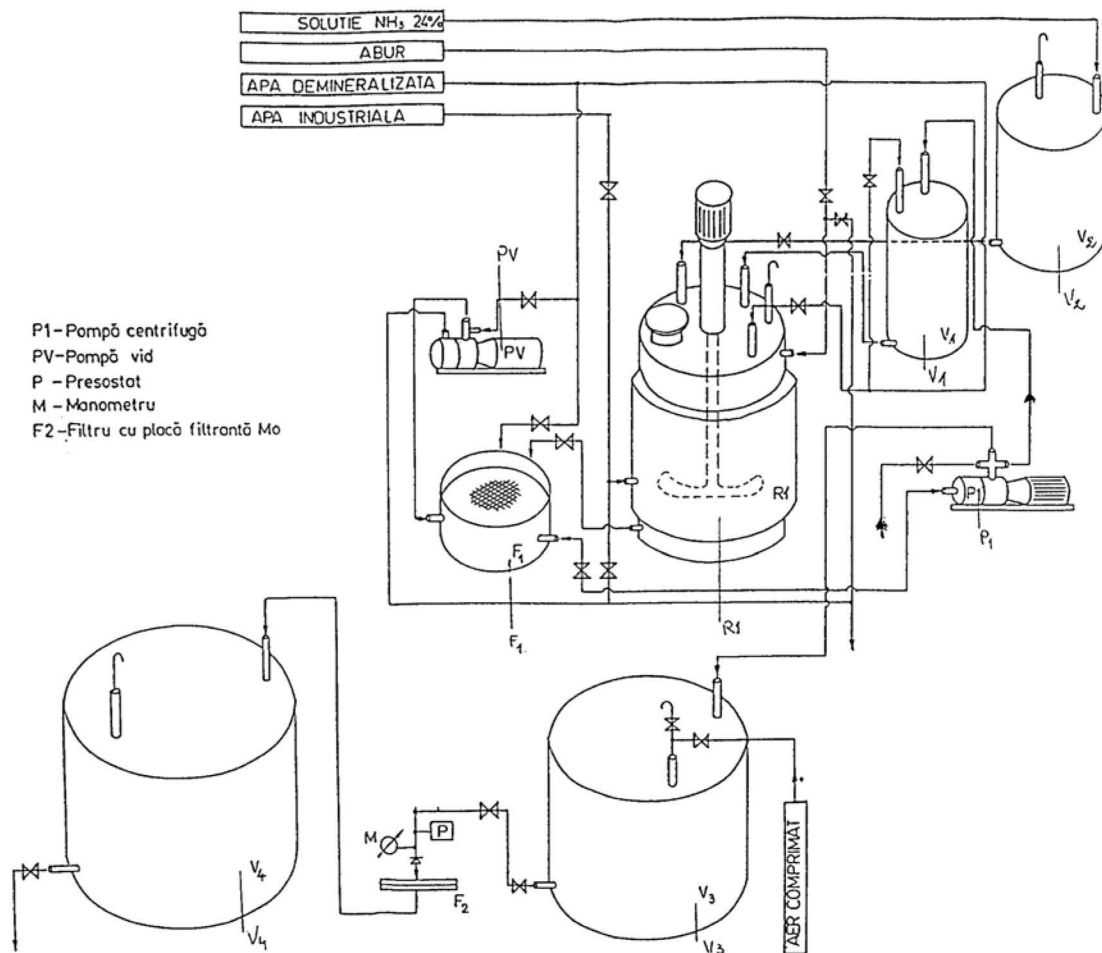 SOLUTIE NH₃ 24%
ABUR
APA DEMINERALIZATA
APA INDUSTRIALA
P1-Pompă centrifugă
PV-Pompă vid
P - Presostat
M - Manometru
F2-Filtru cu placă filtrantă Mo
PV
PV
V₂
V₂
V₁
V₁
R1
R1
P1
P₁
F₁
F₁
V₄
V₄
M
P
F₂
V₃
V₃
AER COMPRIMAT